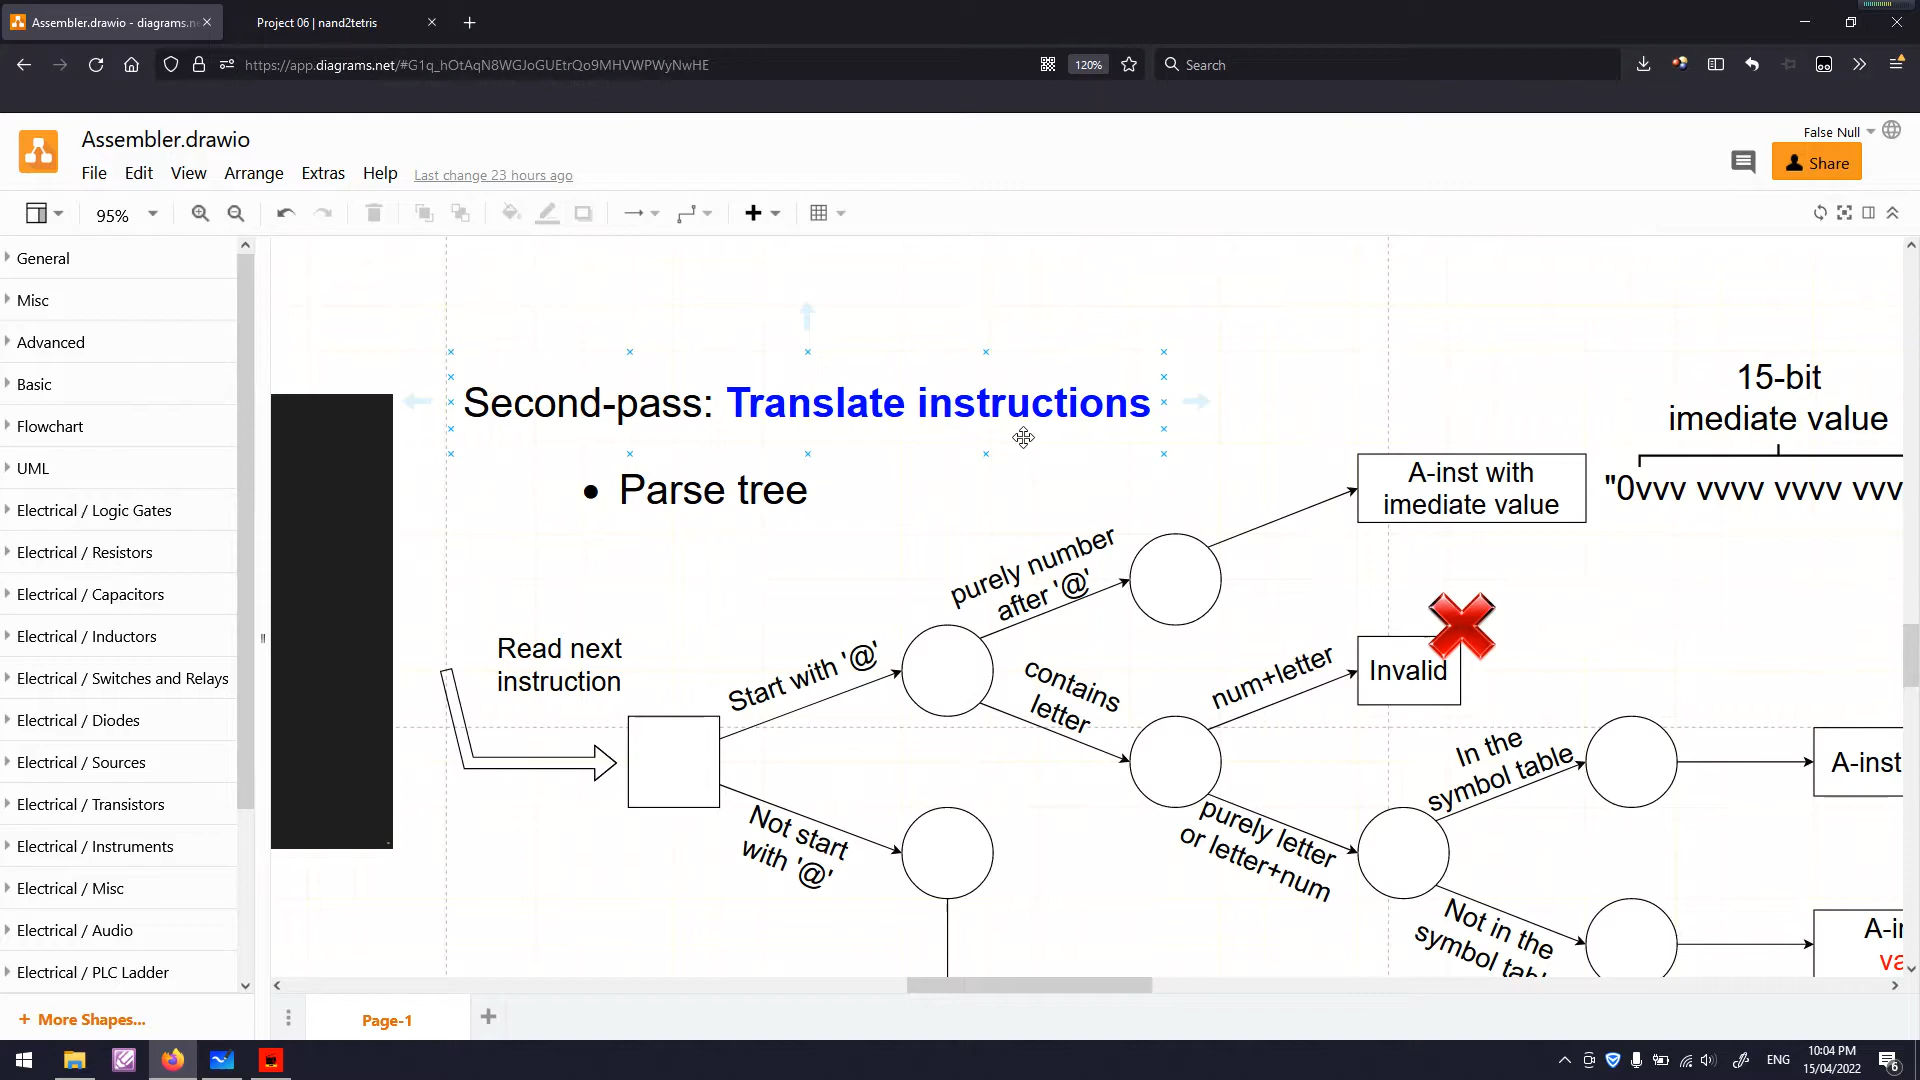 Assembler.drawio - diagrams.ne
Project 06 | nand2tetris
https://app.diagrams.net/#G1q_hOtAqN8WGJoGUEtrQo9MHVWPWyNwHE
120%
Search
Assembler.drawio
False Null
File Edit View Arrange Extras Help Last change 23 hours ago
Share
95%
General
Misc
Advanced
Basic
Flowchart
UML
Electrical / Logic Gates
Electrical / Resistors
Electrical / Capacitors
Electrical / Inductors
Electrical / Switches and Relays
Electrical / Diodes
Electrical / Sources
Electrical / Transistors
Electrical / Instruments
Electrical / Misc
Electrical / Audio
Electrical / PLC Ladder
+ More Shapes...
Second-pass: Translate instructions
• Parse tree
15-bit
imediate value
A-inst with
imediate value
"0vvv vvvv vvvv vvv
purely number
after '@'
Read next
instruction
Start with '@'
contains
letter
num+letter
Invalid
In the
symbol table
A-inst
Not start
with '@'
purely letter
or letter+num
Not in the
symbol tabl
A-in
va
Page-1
ENG
10:04 PM
15/04/2022
6